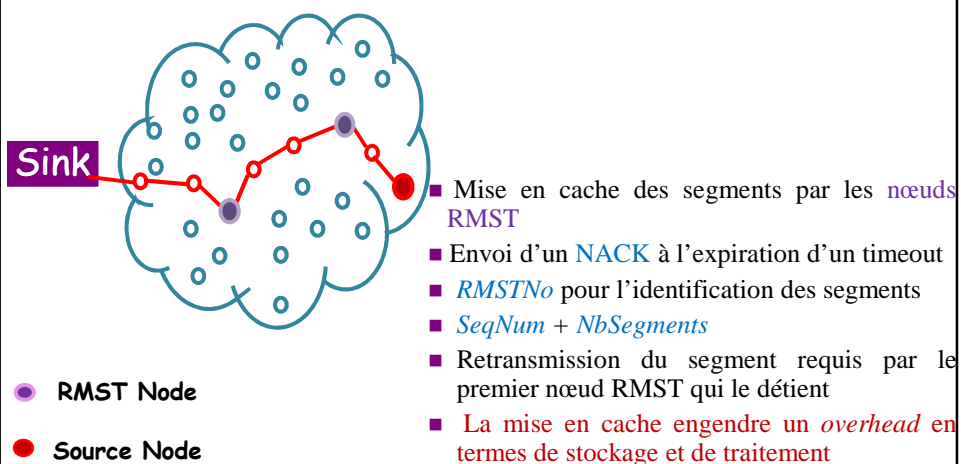 Sink
■ Mise en cache des segments par les nœuds
RMST
■ Envoi d'un NACK à l'expiration d'un timeout
■ RMSTNo pour l'identification des segments
■ SeqNum + NbSegments
■ Retransmission du segment requis par le
premier nœud RMST qui le détient
■ La mise en cache engendre un overhead en
termes de stockage et de traitement
RMST Node
Source Node